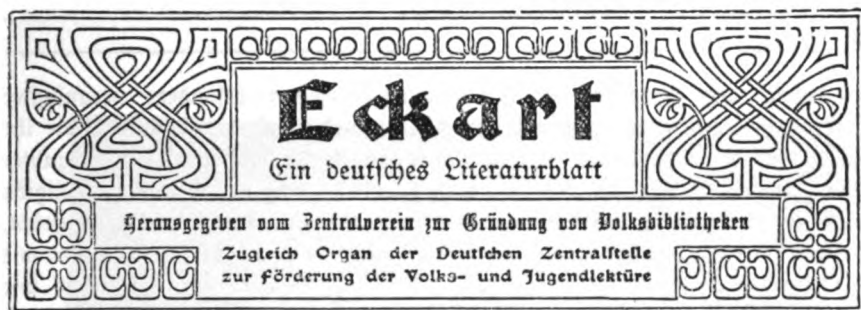 Eckart
Ein deutſches Literaturblatt
Herausgegeben vom Zentralverein zur Gründung von Volksbibliotheken
Zugleich Organ der Deutſchen Zentralſtelle
zur Förderung der Volks- und Jugendlektüre